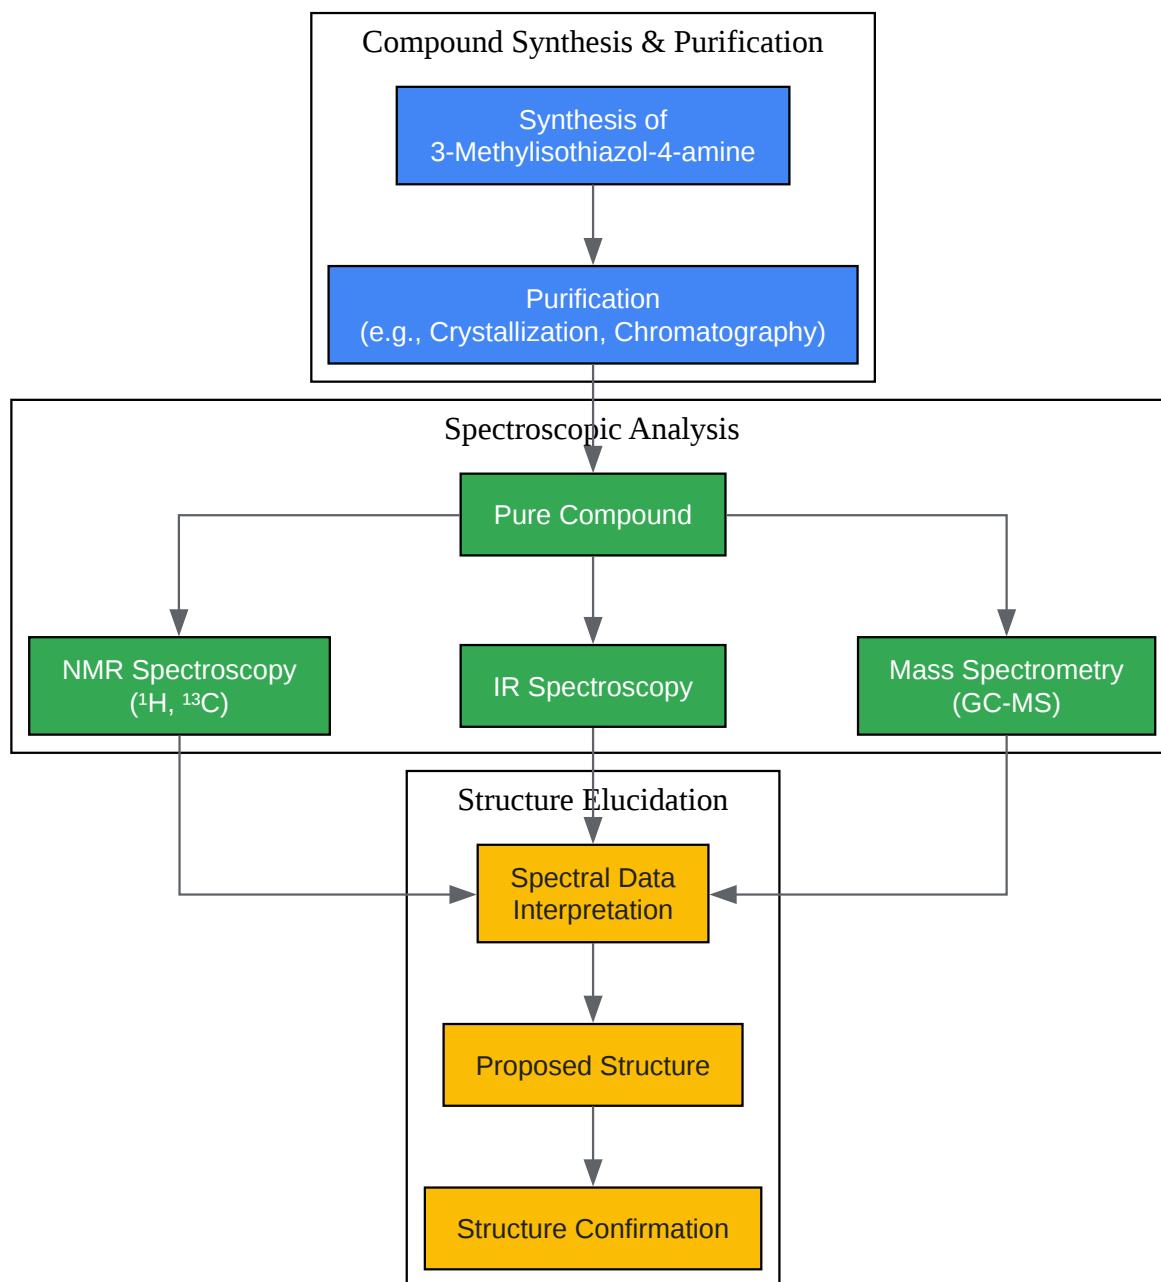 Compound Synthesis & Purification
Synthesis of
3-Methylisothiazol-4-amine
Purification
(e.g., Crystallization, Chromatography)
Spectroscopic Analysis
Pure Compound
NMR Spectroscopy
(¹H, ¹³C)
IR Spectroscopy
Mass Spectrometry
(GC-MS)
Structure Elucidation
Spectral Data
Interpretation
Proposed Structure
Structure Confirmation